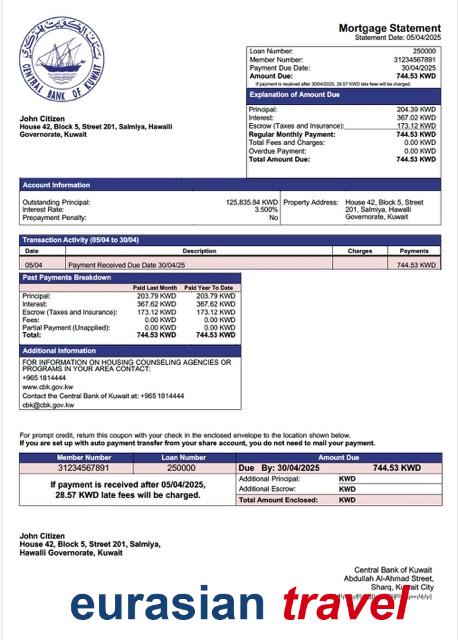 بنك الكويت المركزي
CENTRAL BANK OF KUWAIT
Mortgage Statement
Statement Date: 05/04/2025
Loan Number: 250000
Member Number: 31234567891
Payment Due Date: 30/04/2025
Amount Due: 744.53 KWD
If payment is received after 30/04/2025, 28.57 KWD late fees will be charged.
John Citizen
House 42, Block 5, Street 201, Salmiya, Hawalli
Governorate, Kuwait
Explanation of Amount Due
Principal: 204.39 KWD
Interest: 367.02 KWD
Escrow (Taxes and Insurance): 173.12 KWD
Regular Monthly Payment: 744.53 KWD
Total Fees and Charges: 0.00 KWD
Overdue Payment: 0.00 KWD
Total Amount Due: 744.53 KWD
Account Information
Outstanding Principal: 125,835.84 KWD Property Address: House 42, Block 5, Street
Interest Rate: 3.500% 201, Salmiya, Hawalli
Prepayment Penalty: No Governorate, Kuwait
Transaction Activity (05/04 to 30/04)
Date Description Charges Payments
05/04 Payment Received Due Date 30/04/25 744.53 KWD
Past Payments Breakdown
Paid Last Month Paid Year To Date
Principal: 203.79 KWD 203.79 KWD
Interest: 367.62 KWD 367.62 KWD
Escrow (Taxes and Insurance): 173.12 KWD 173.12 KWD
Fees: 0.00 KWD 0.00 KWD
Partial Payment (Unapplied): 0.00 KWD 0.00 KWD
Total: 744.53 KWD 744.53 KWD
Additional Information
FOR INFORMATION ON HOUSING COUNSELING AGENCIES OR
PROGRAMS IN YOUR AREA CONTACT:
+965 1814444
www.cbk.gov.kw
Contact the Central Bank of Kuwait at: +965 1814444
cbk@cbk.gov.kw
For prompt credit, return this coupon with your check in the enclosed envelope to the location shown below.
If you are set up with auto payment transfer from your share account, you do not need to mail your payment.
Member Number Loan Number Amount Due
31234567891 250000 Due By: 30/04/2025 744.53 KWD
If payment is received after 05/04/2025,
28.57 KWD late fees will be charged.
Additional Principal: KWD
Additional Escrow: KWD
Total Amount Enclosed: KWD
John Citizen
House 42, Block 5, Street 201, Salmiya,
Hawalli Governorate, Kuwait
Central Bank of Kuwait
Abdullah Al-Ahmad Street,
Sharq, Kuwait City
eurasian travel